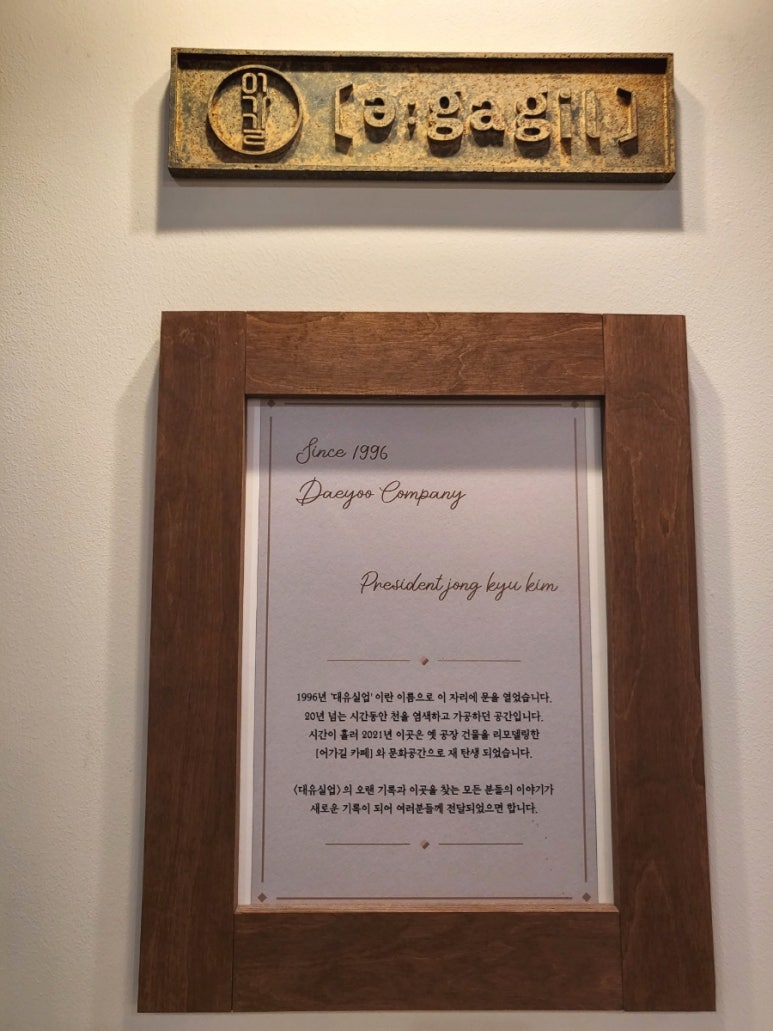 어가길
[ə:gagil]
Since 1996
Daeyoo Company
President jong kyu kim
1996년 '대유실업' 이란 이름으로 이 자리에 문을 열었습니다.
20년 넘는 시간동안 천을 염색하고 가공하던 공간입니다.
시간이 흘러 2021년 이곳은 옛 공장 건물을 리모델링한
[어가길 카페] 와 문화공간으로 재 탄생 되었습니다.
<대유실업>의 오랜 기록과 이곳을 찾는 모든 분들의 이야기가
새로운 기록이 되어 여러분들께 전달되었으면 합니다.